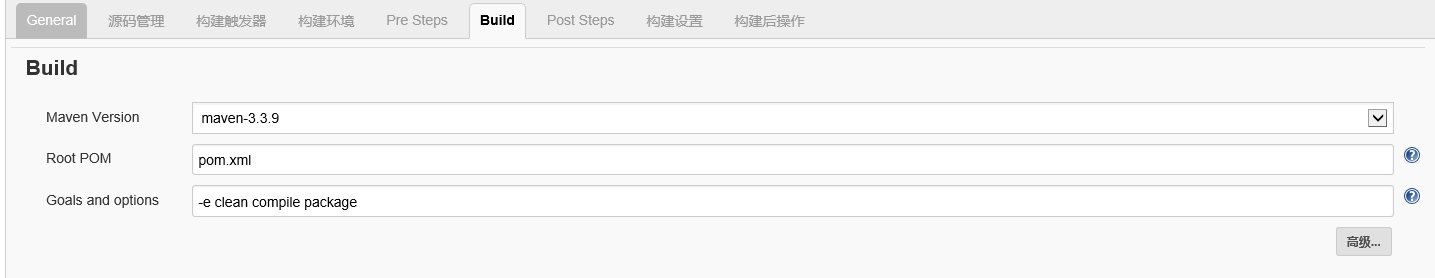 General 源码管理 构建触发器 构建环境 Pre Steps Build Post Steps 构建设置 构建后操作
Build
Maven Version maven-3.3.9
Root POM pom.xml
Goals and options -e clean compile package
高级...